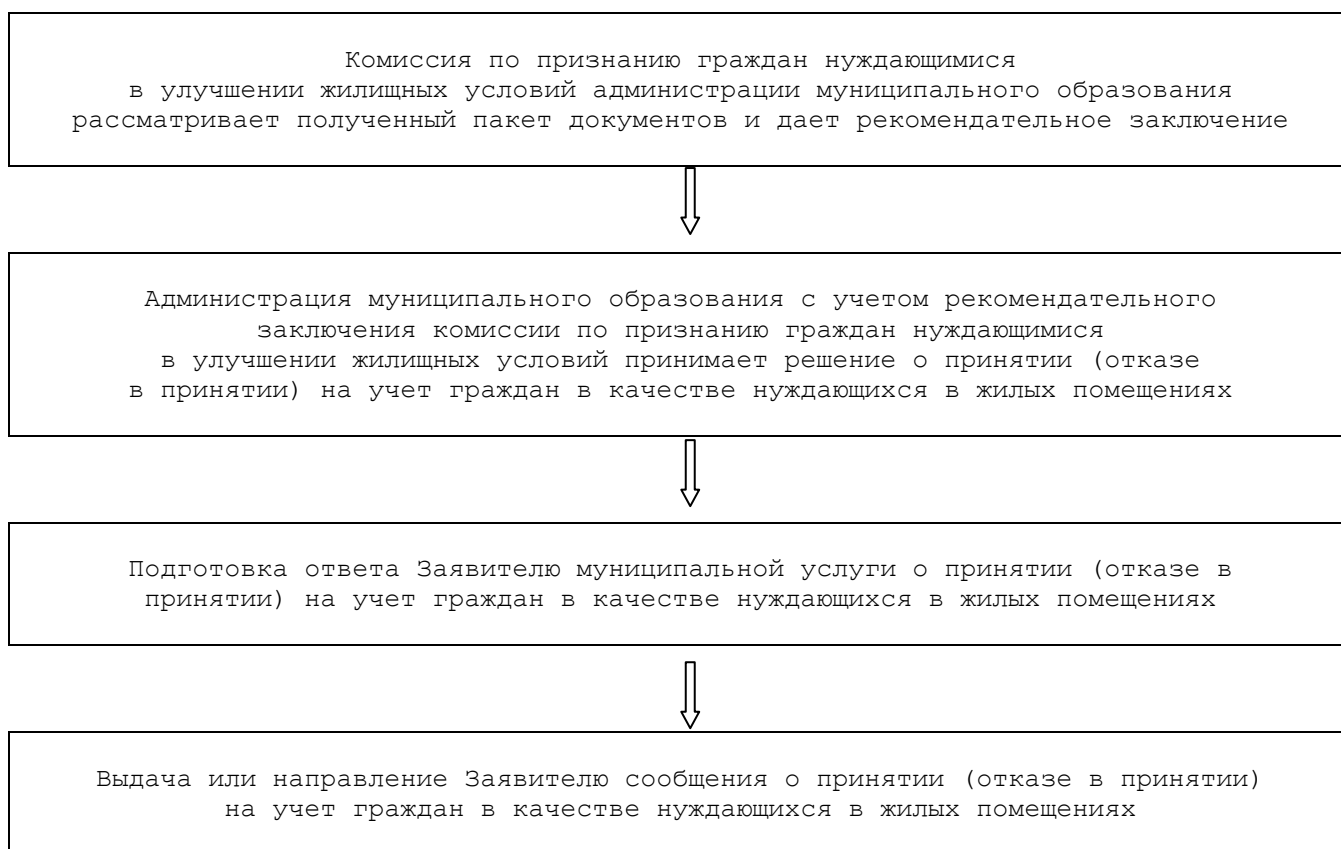 Комиссия по признанию граждан нуждающимися
в улучшении жилищных условий администрации муниципального образования
рассматривает полученный пакет документов и дает рекомендательное заключение
Администрация муниципального образования с учетом рекомендательного
заключения комиссии по признанию граждан нуждающимися
в улучшении жилищных условий принимает решение о принятии (отказе
в принятии) на учет граждан в качестве нуждающихся в жилых помещениях
Подготовка ответа Заявителю муниципальной услуги о принятии (отказе в
принятии) на учет граждан в качестве нуждающихся в жилых помещениях
Выдача или направление Заявителю сообщения о принятии (отказе в принятии)
на учет граждан в качестве нуждающихся в жилых помещениях